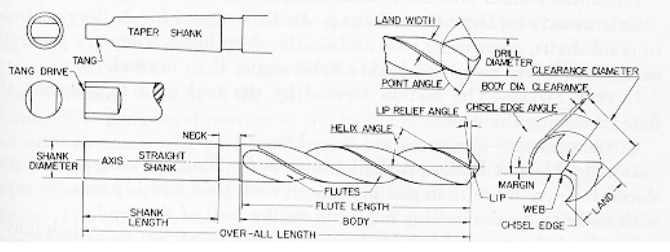 TAPER SHANK
TANG
TANG DRIVE
LAND WIDTH
POINT ANGLE
DRILL
DIAMETER
CLEARANCE DIAMETER
BODY DIA. CLEARANCE
CHISEL EDGE ANGLE
LIP RELIEF ANGLE
HELIX ANGLE
NECK
SHANK
DIAMETER
AXIS
STRAIGHT
SHANK
FLUTES
FLUTE LENGTH
BODY
SHANK
LENGTH
OVER-ALL LENGTH
MARGIN
LIP
WEB
CHISEL EDGE
LAND